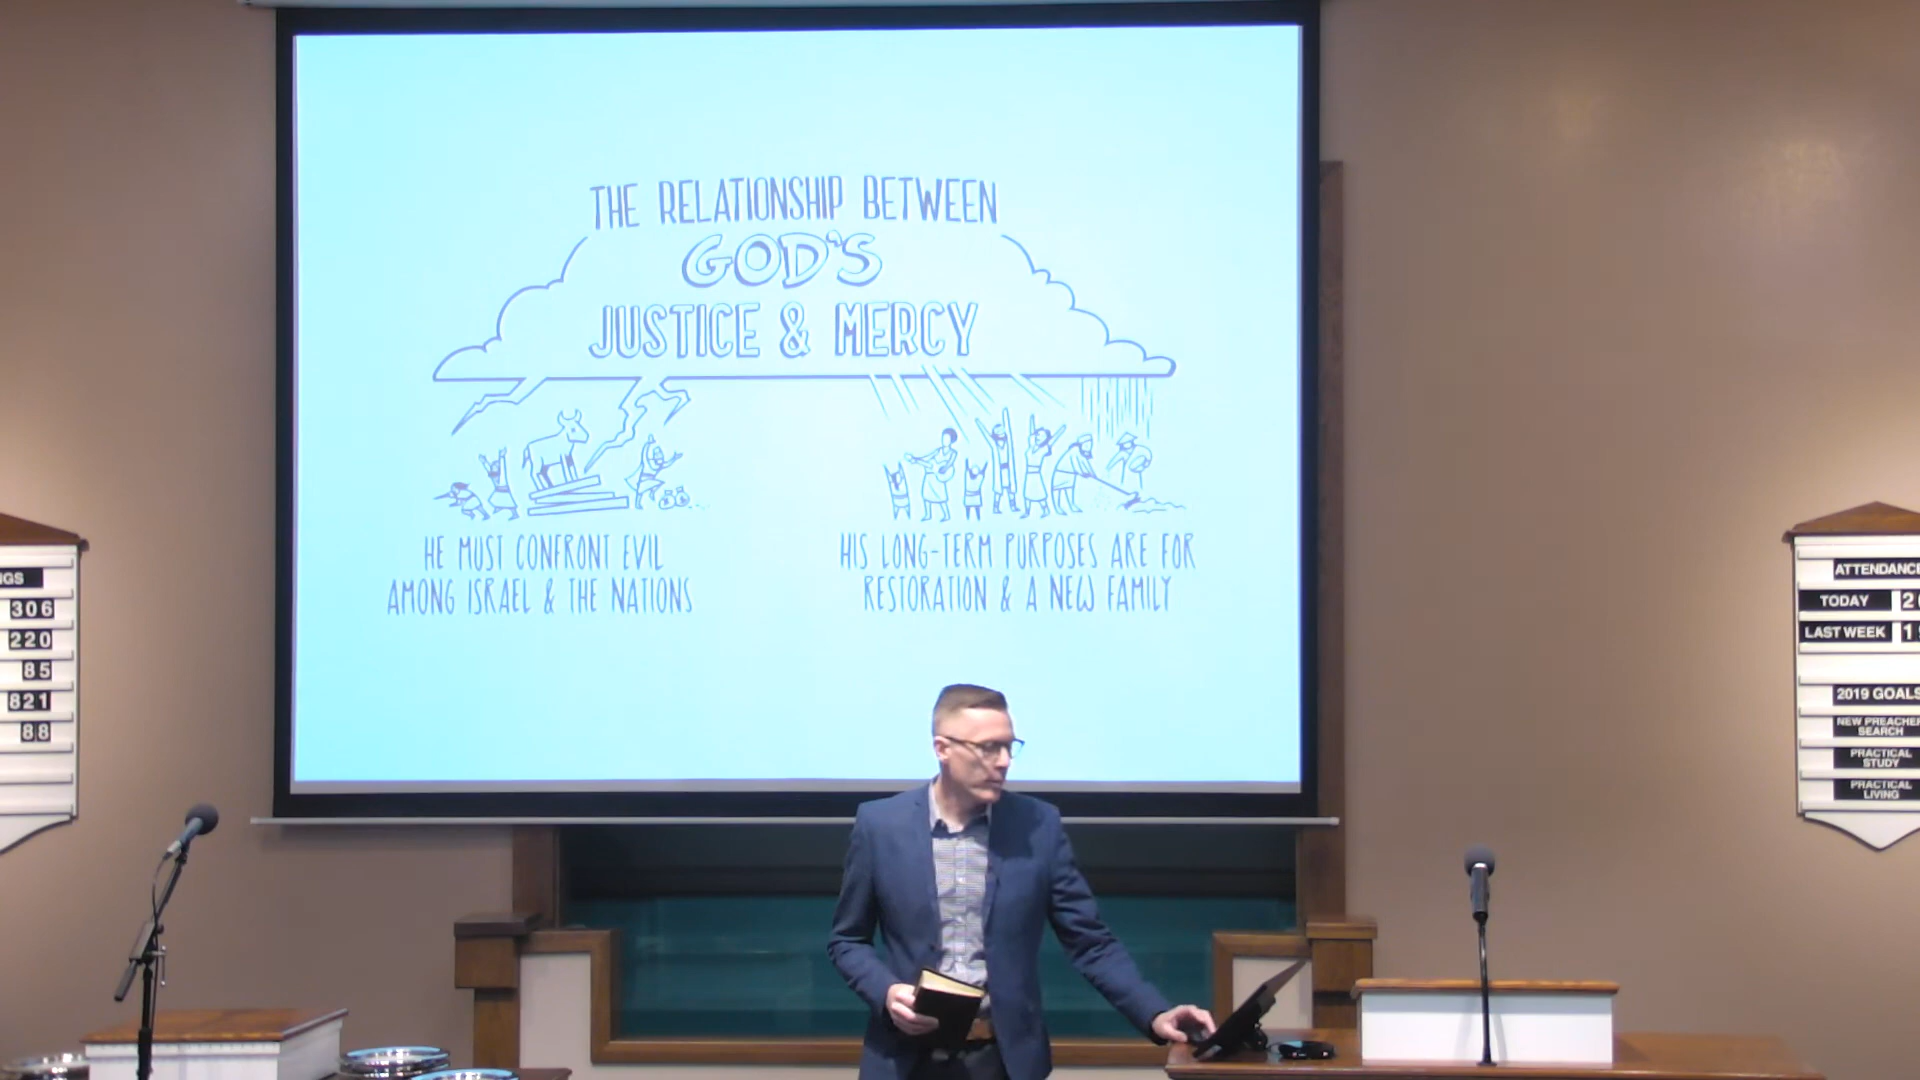 THE RELATIONSHIP BETWEEN
GOD'S
JUSTICE & MERCY
HE MUST CONFRONT EVIL
AMONG ISRAEL & THE NATIONS
HIS LONG-TERM PURPOSES ARE FOR
RESTORATION & A NEW FAMILY
306
220
85
821
88
ATTENDANCE
TODAY
LAST WEEK
2019 GOALS
NEW PREACHER
SEARCH
PRACTICAL
STUDY
PRACTICAL
LIVING